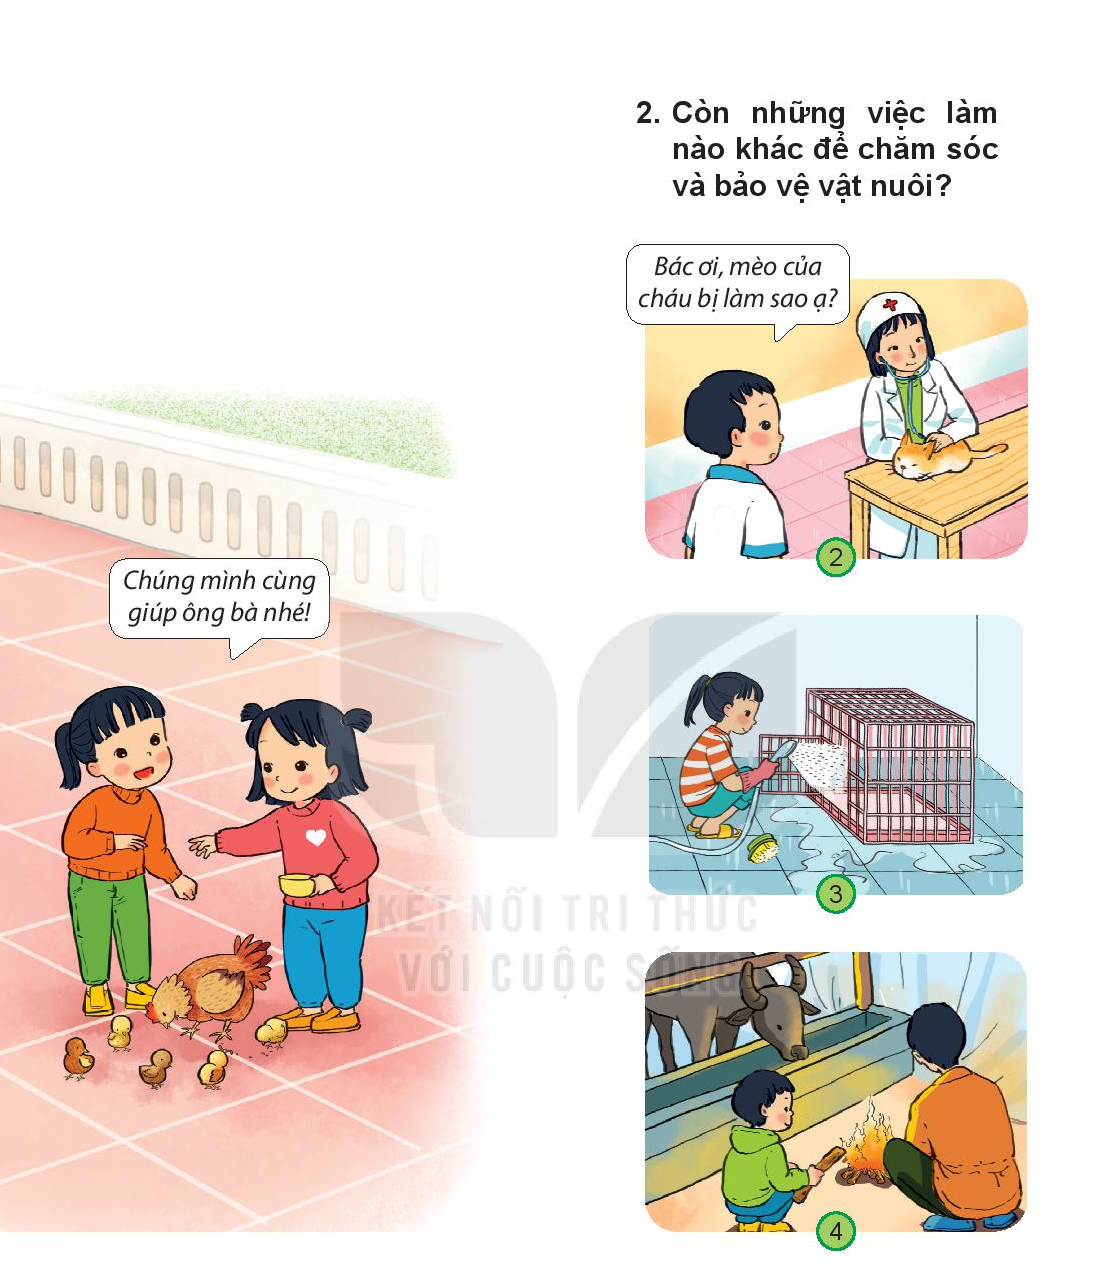 2. Còn những việc làm
nào khác để chăm sóc
và bảo vệ vật nuôi?
Bác ơi, mèo của
cháu bị làm sao ạ?
2
Chúng mình cùng
giúp ông bà nhé!
3
KẾT NỐI TRI THỨC
VỚI CUỘC SỐNG
4